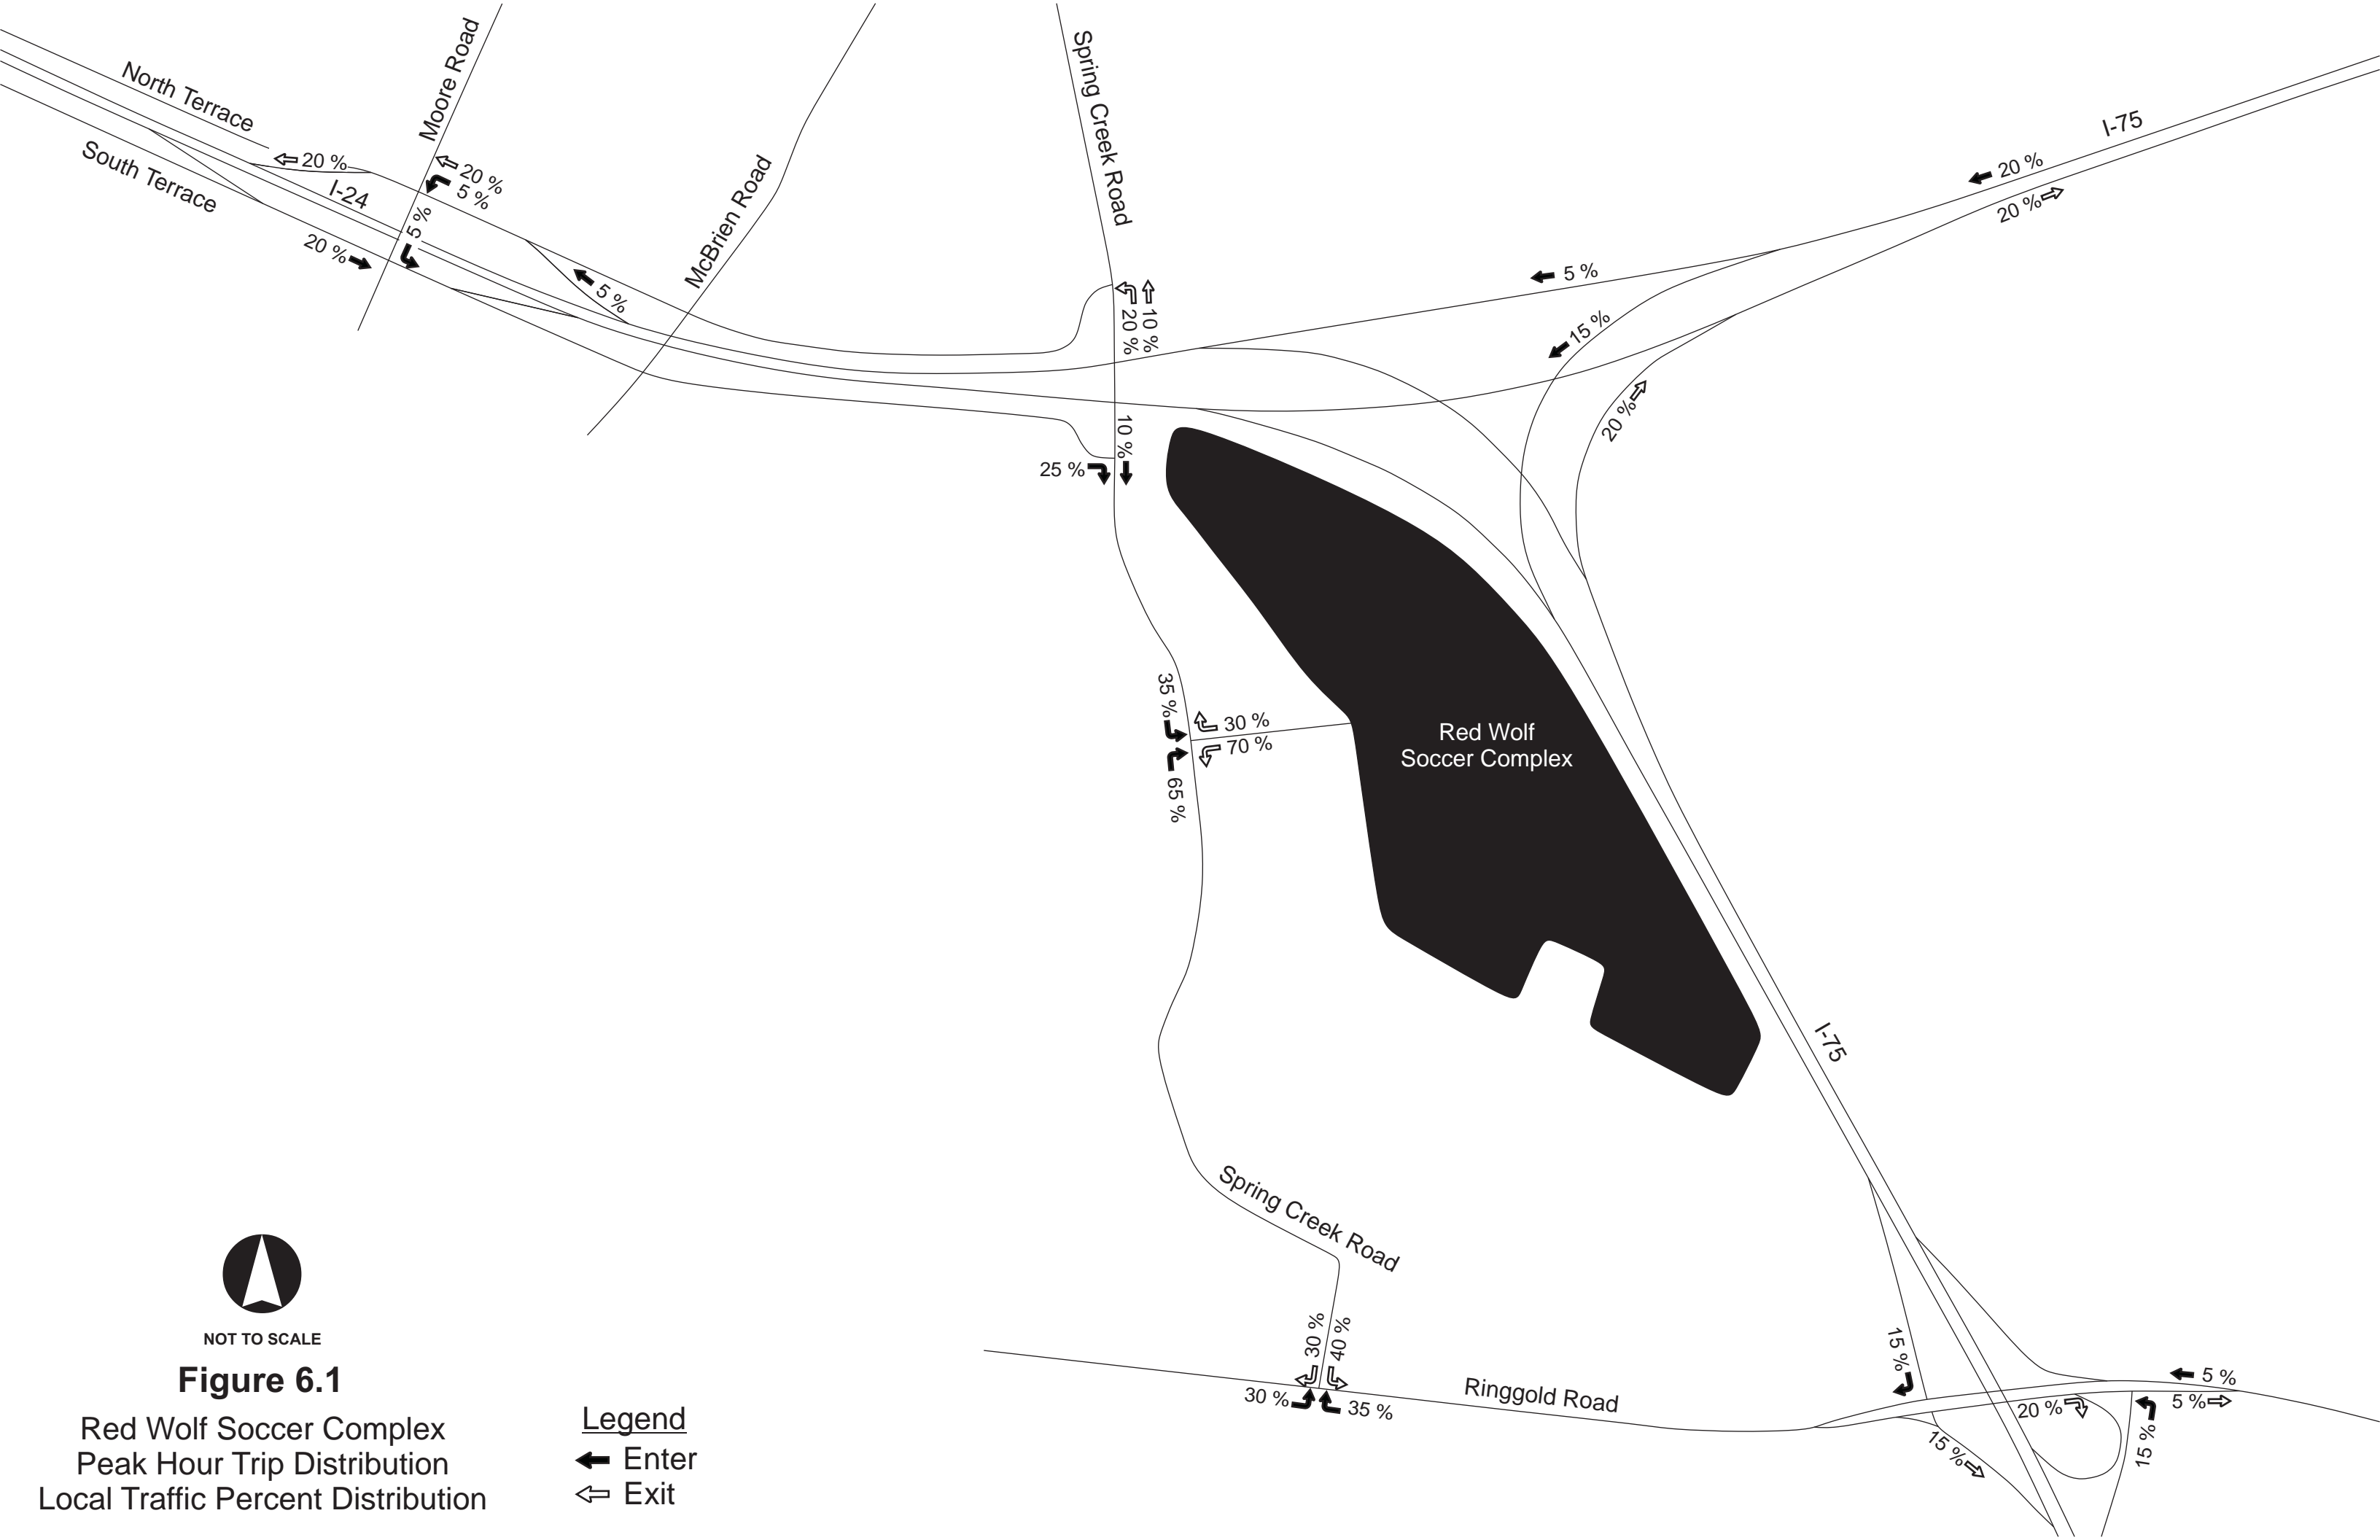 North Terrace
South Terrace
Moore Road
McBrien Road
Spring Creek Road
I-75
I-24
20 %
20 %
5 %
5 %
20 %
5 %
20 %
10 %
10 %
25 %
20 %
20 %
5 %
15 %
20 %
35 %
30 %
70 %
65 %
Red Wolf
Soccer Complex
I-75
Spring Creek Road
30 %
40 %
30 %
35 %
Ringgold Road
15 %
5 %
5 %
20 %
15 %
15 %
NOT TO SCALE
Figure 6.1
Red Wolf Soccer Complex
Peak Hour Trip Distribution
Local Traffic Percent Distribution
Legend
Enter
Exit